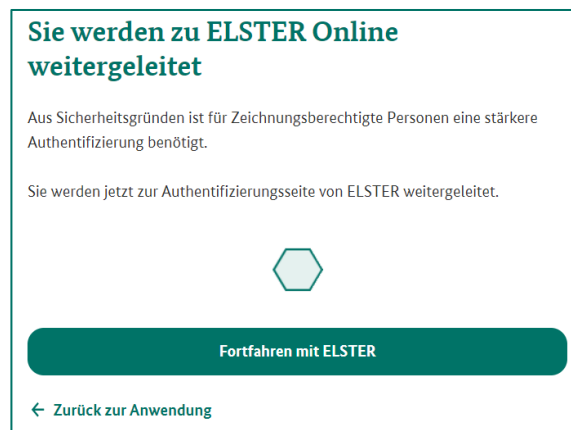 Sie werden zu ELSTER Online
weitergeleitet
Aus Sicherheitsgründen ist für Zeichnungsberechtigte Personen eine stärkere
Authentifizierung benötigt.
Sie werden jetzt zur Authentifizierungsseite von ELSTER weitergeleitet.
Fortfahren mit ELSTER
← Zurück zur Anwendung